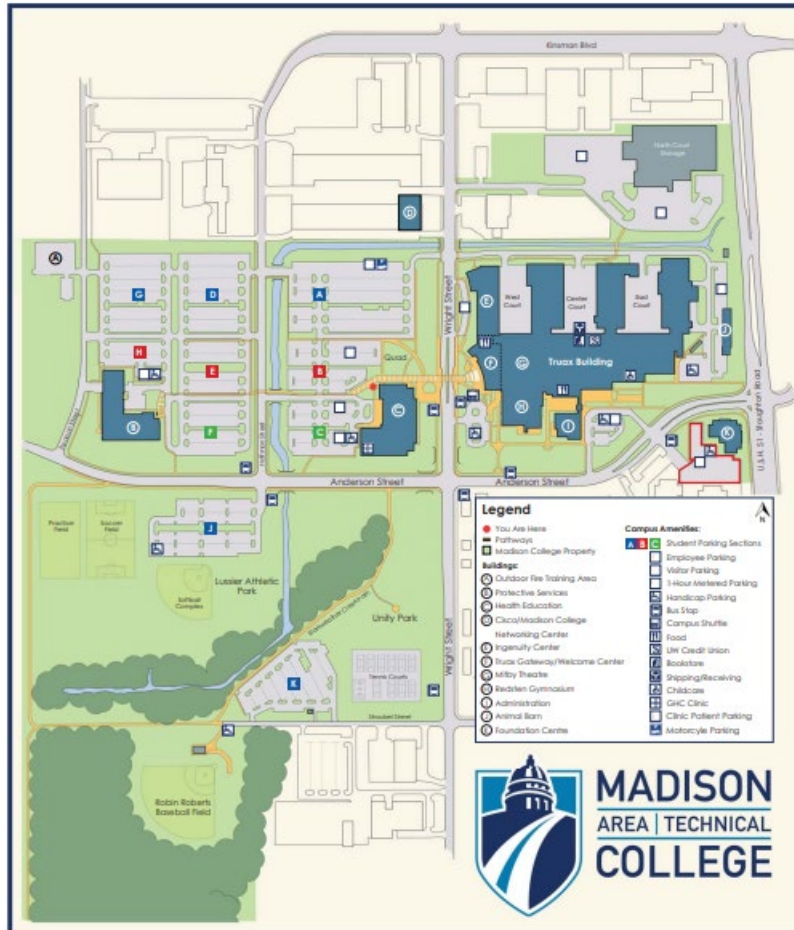 Kinsman Blvd
North Court
Storage
D
A
G
D
A
E
West
Court
Center
Court
East
Court
J
Wright Street
Quad
H
E
B
F
G
Truax Building
B
F
C
C
H
I
K
U.S.H. 51 - Stoughton Road
Anderson Street
Anderson Street
Practice
Field
Soccer
Field
J
Lussier Athletic
Park
Softball
Complex
Unity Park
Wright Street
K
Tennis Courts
Robin Roberts
Baseball Field
N
Legend
You Are Here
Pathways
Madison College Property
Buildings:
A Outdoor Fire Training Area
B Protective Services
C Health Education
D Cisco/Madison College
Networking Center
E Ingenuity Center
F Truax Gateway/Welcome Center
G Mitby Theatre
H Redsten Gymnasium
I Administration
J Animal Barn
K Foundation Centre
Campus Amenities:
A B C Student Parking Sections
Employee Parking
Visitor Parking
1-Hour Metered Parking
Handicap Parking
Bus Stop
Campus Shuttle
Food
UW Credit Union
Bookstore
Shipping/Receiving
Childcare
GHC Clinic
Clinic Patient Parking
Motorcyle Parking
MADISON
AREA | TECHNICAL
COLLEGE